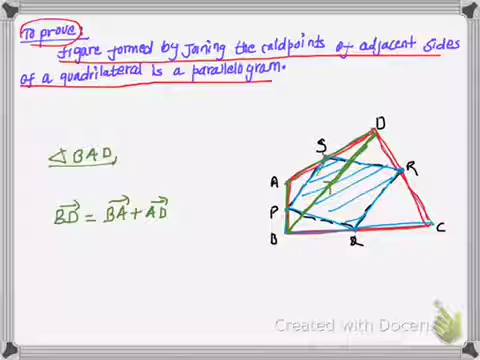 To prove:
figure formed by joining the midpoints of adjacent sides
of a quadrilateral is a parallelogram.
D
S
∢BAD,
R
A
P
BD = BA + AD
B
Q
C
Created with Doceri